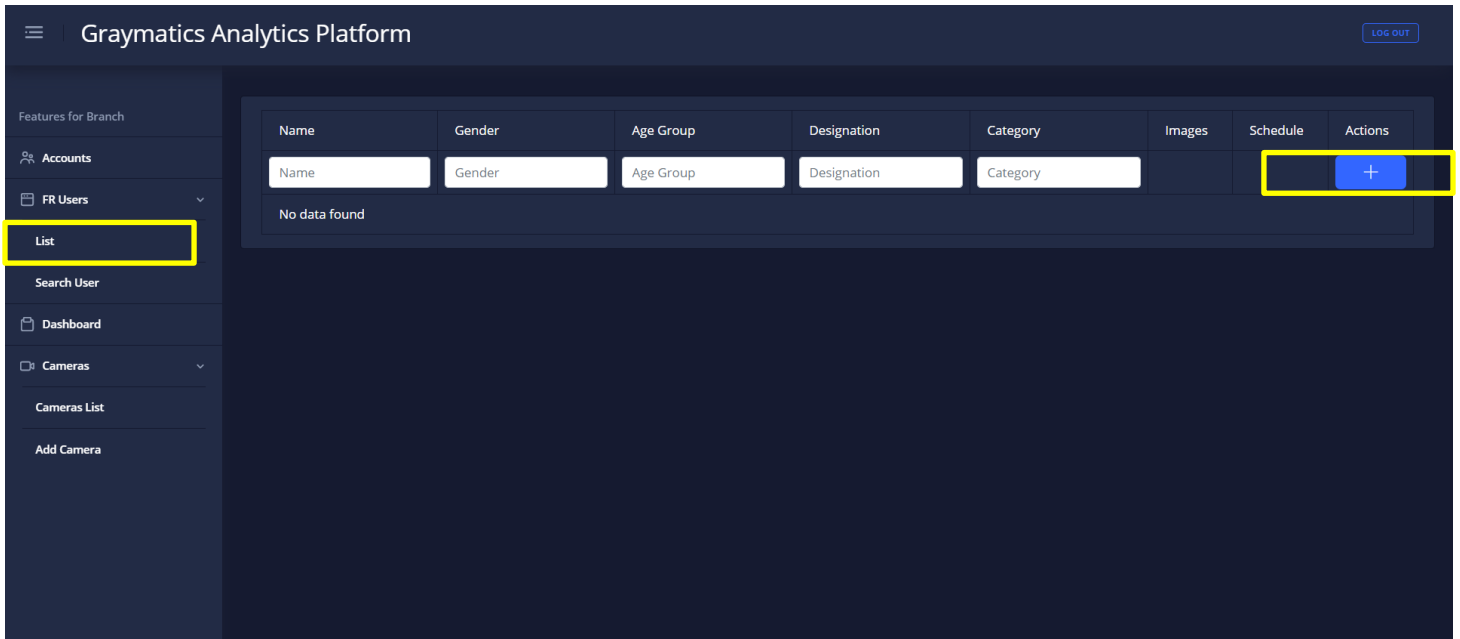 Graymatics Analytics Platform
LOG OUT
Features for Branch
Accounts
FR Users
List
Search User
Dashboard
Cameras
Cameras List
Add Camera
Name Gender Age Group Designation Category Images Schedule Actions
Name Gender Age Group Designation Category +
No data found